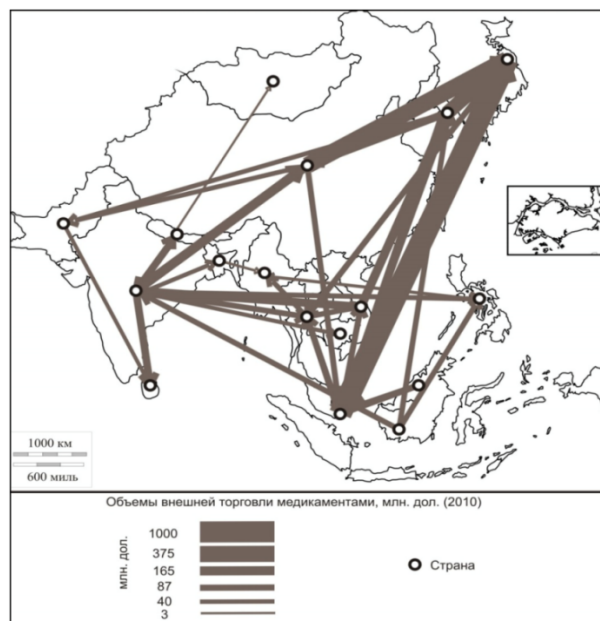 1000 км
600 миль
Объемы внешней торговли медикаментами, млн. дол. (2010)
млн. дол.
1000
375
165
87
40
3
Страна